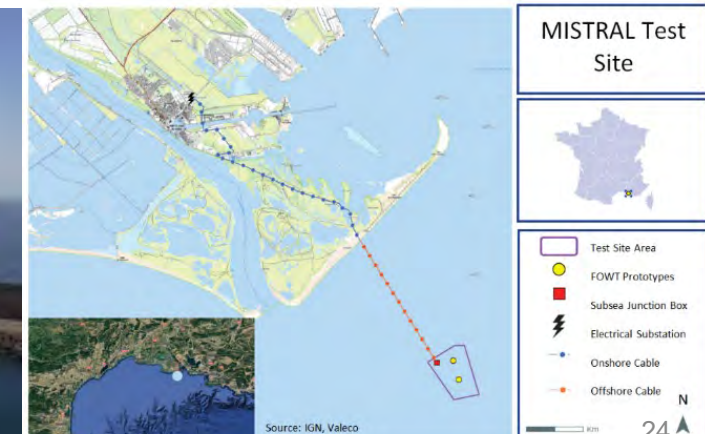 MISTRAL Test
Site
Test Site Area
FOWT Prototypes
Subsea Junction Box
Electrical Substation
Onshore Cable
Offshore Cable
N
Km
24
Source: IGN, Valeco